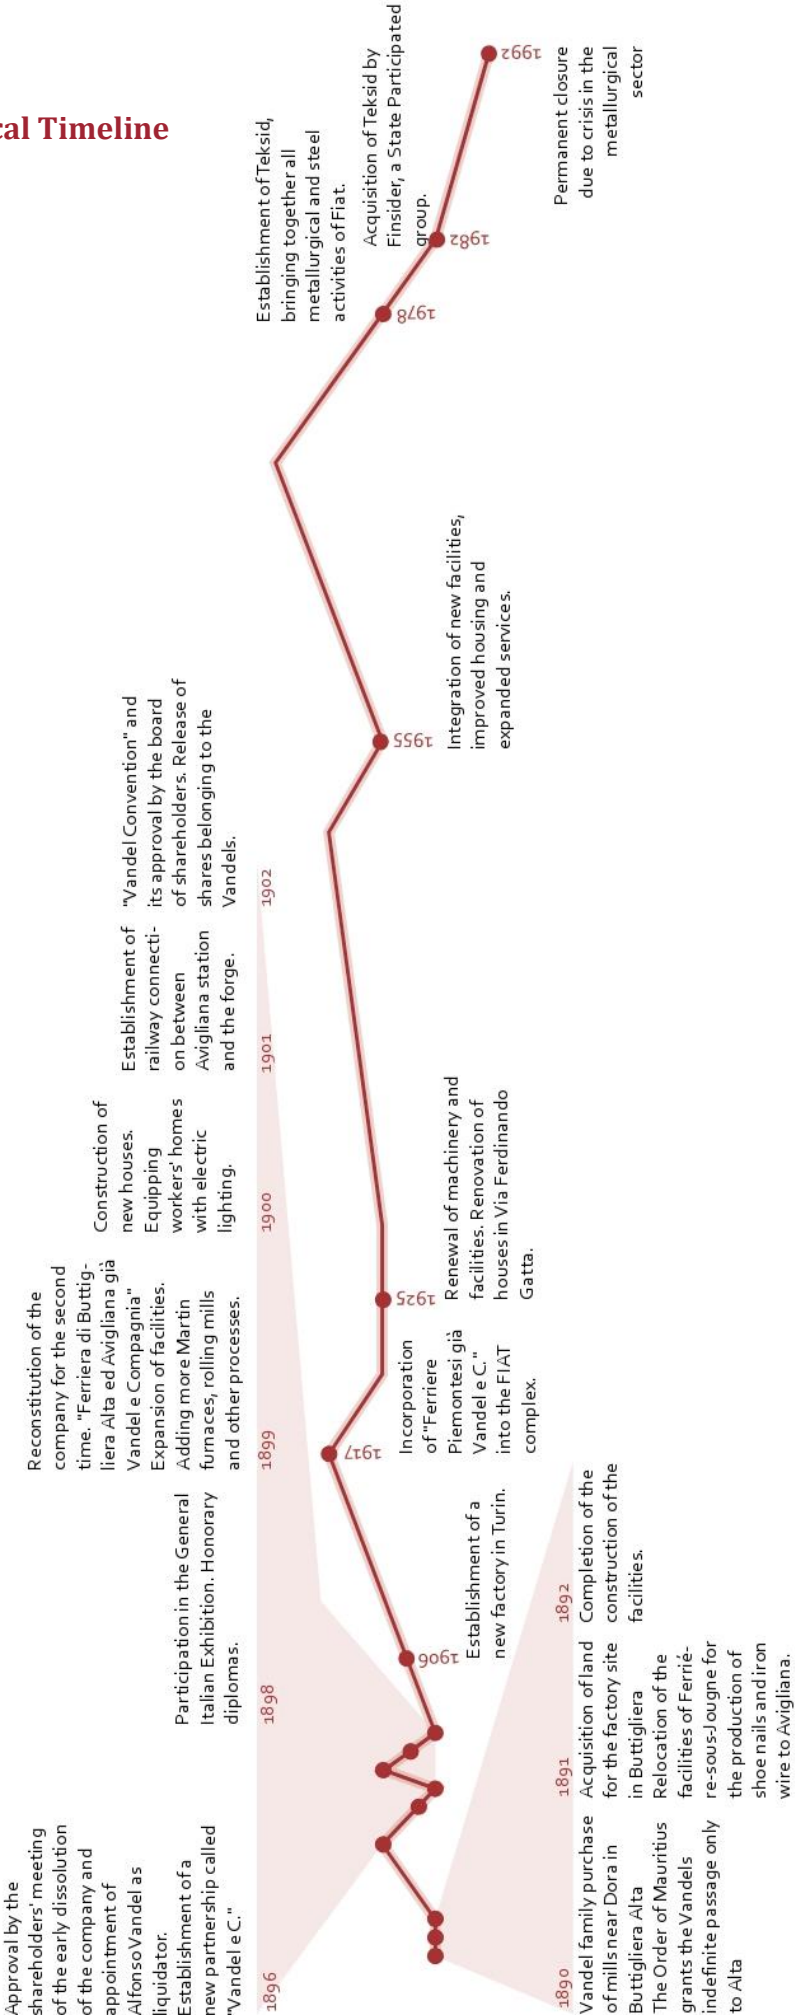 cal Timeline
Approval by the
shareholders' meeting
of the early dissolution
of the company and
appointment of
Alfonso Vandel as
liquidator.
Establishment of a
new partnership called
"Vandel e C."
1896
Participation in the General
Italian Exhibition. Honorary
diplomas.
1898
Reconstitution of the
company for the second
time. "Ferriera di Buttig-
liera Alta ed Avigliana già
Vandel e Compagnia"
Expansion of facilities.
Adding more Martin
furnaces, rolling mills
and other processes.
1899
Construction of
new houses.
Equipping
workers' homes
with electric
lighting.
1900
Establishment of
railway connecti-
on between
Avigliana station
and the forge.
1901
"Vandel Convention" and
its approval by the board
of shareholders. Release of
shares belonging to the
Vandels.
1902
1890
Vandel family purchase
of mills near Dora in
Buttigliera Alta
The Order of Mauritius
grants the Vandels
indefinite passage only
to Alta
1891
Acquisition of land
for the factory site
in Buttigliera
Relocation of the
facilities of Ferrié-
re-sous-Jougne for
the production of
shoe nails and iron
wire to Avigliana.
1892
Completion of the
construction of the
facilities.
1906
Establishment of a
new factory in Turin.
1917
Incorporation
of "Ferriere
Piemontesi già
Vandel e C."
into the FIAT
complex.
1925
Renewal of machinery and
facilities. Renovation of
houses in Via Ferdinando
Gatta.
1955
Integration of new facilities,
improved housing and
expanded services.
Establishment of Teksid,
bringing together all
metallurgical and steel
activities of Fiat.
1978
Acquisition of Teksid by
Finsider, a State Participated
group.
1982
1992
Permanent closure
due to crisis in the
metallurgical
sector